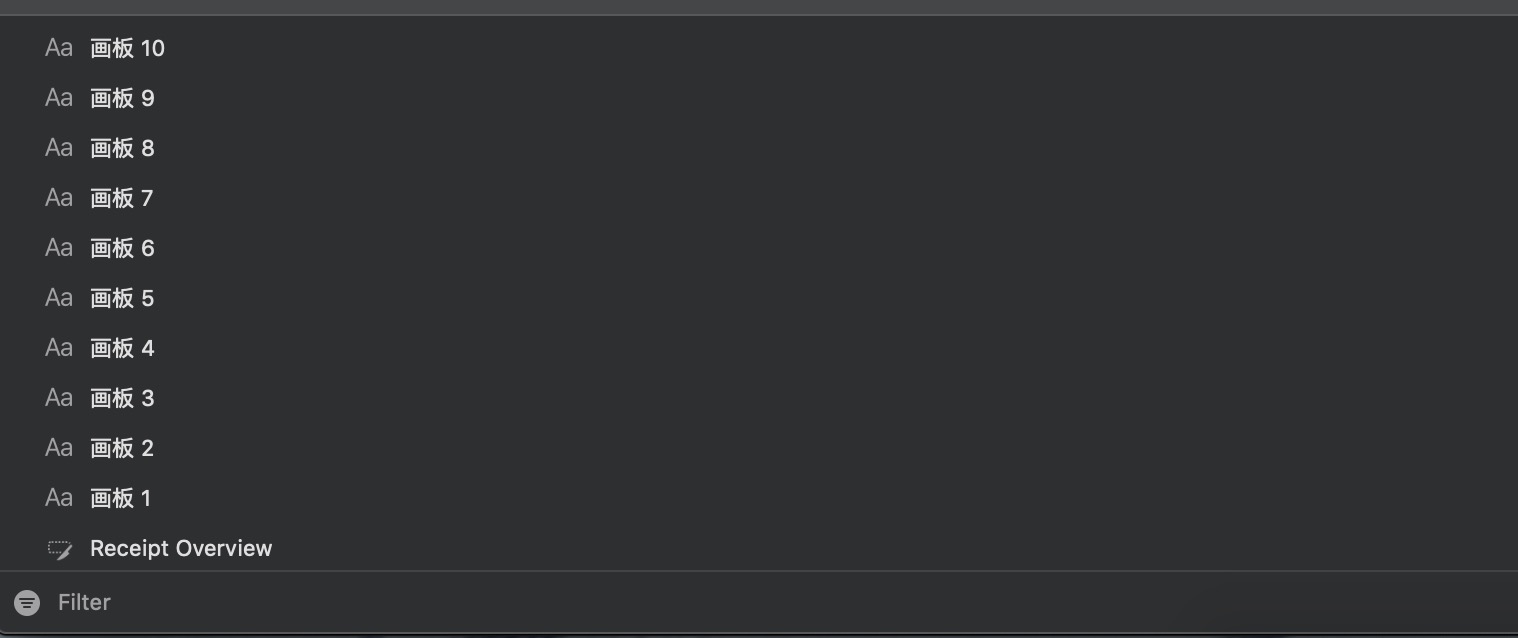 Aa 画板 10
Aa 画板 9
Aa 画板 8
Aa 画板 7
Aa 画板 6
Aa 画板 5
Aa 画板 4
Aa 画板 3
Aa 画板 2
Aa 画板 1
Receipt Overview
Filter